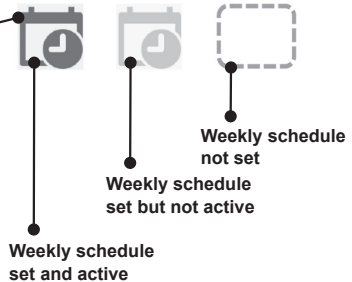 Weekly schedule
not set
Weekly schedule
set but not active
Weekly schedule
set and active